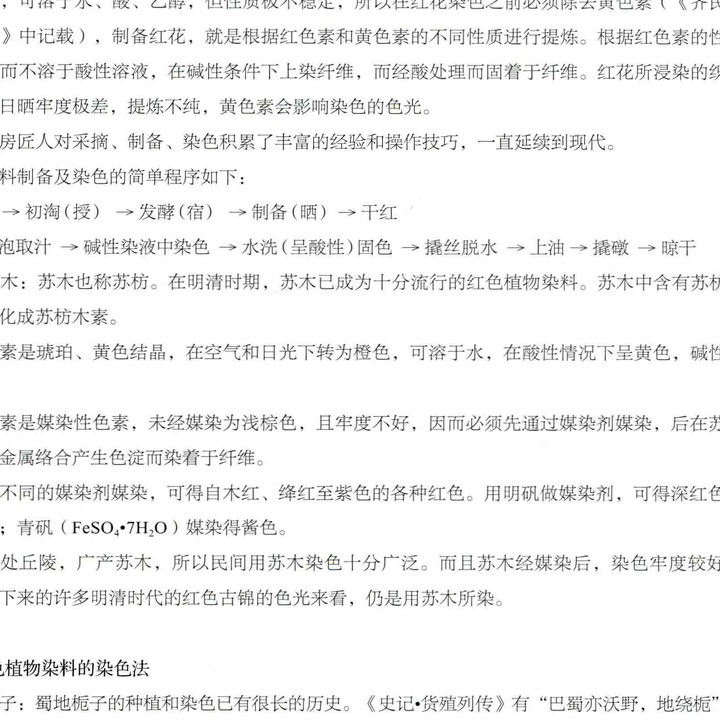 ，可溶于水、酸、乙醇，但性质极不稳定，所以在红花染色之前必须除去黄色素（《齐民
》中记载），制备红花，就是根据红色素和黄色素的不同性质进行提炼。根据红色素的性
而不溶于酸性溶液，在碱性条件下上染纤维，而经酸处理而固着于纤维。红花所浸染的织
日晒牢度极差，提炼不纯，黄色素会影响染色的色光。
房匠人对采摘、制备、染色积累了丰富的经验和操作技巧，一直延续到现代。
料制备及染色的简单程序如下：
→初淘（授） →发酵（宿） →制备（晒） →干红
泡取汁 →碱性染液中染色 →水洗（呈酸性）固色 →撬丝脱水 →上油→撬礅 →晾干
木：苏木也称苏枋。在明清时期，苏木已成为十分流行的红色植物染料。苏木中含有苏枋
化成苏枋木素。
素是琥珀、黄色结晶，在空气和日光下转为橙色，可溶于水，在酸性情况下呈黄色，碱性
素是媒染性色素，未经媒染为浅棕色，且牢度不好，因而必须先通过媒染剂媒染，后在苏
金属络合产生色淀而染着于纤维。
不同的媒染剂媒染，可得自木红、绛红至紫色的各种红色。用明矾做媒染剂，可得深红色
；青矾（FeSO₄•7H₂O）媒染得酱色。
处丘陵，广产苏木，所以民间用苏木染色十分广泛。而且苏木经媒染后，染色牢度较好
下来的许多明清时代的红色古锦的色光来看，仍是用苏木所染。
色植物染料的染色法
子：蜀地栀子的种植和染色已有很长的历史。《史记•货殖列传》有“巴蜀亦沃野，地绕栀”